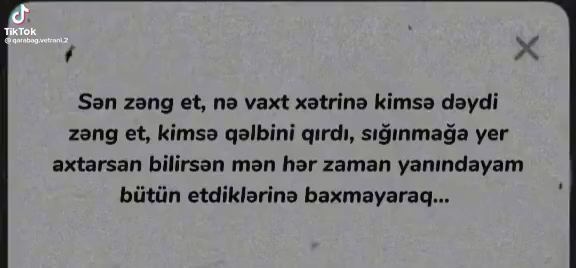 TikTok
@qarabag.vetrani.2
Sən zəng et, nə vaxt xətrinə kimsə dəydi
zəng et, kimsə qəlbini qırdı, sığınmağa yer
axtarsan bilirsən mən hər zaman yanındayam
bütün etdiklərinə baxmayaraq...